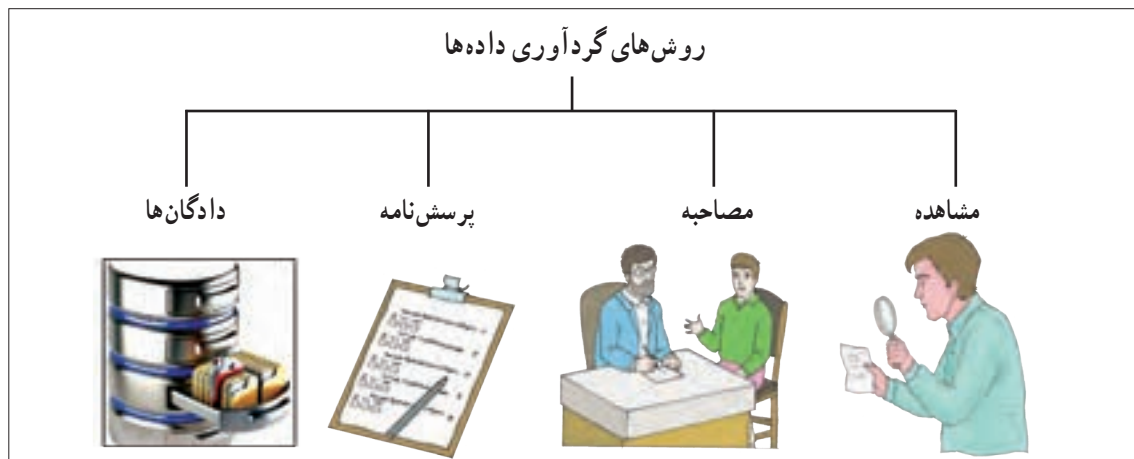 روش‌های گردآوری داده‌ها
مشاهده
مصاحبه
پرسش‌نامه
دادگان‌ها